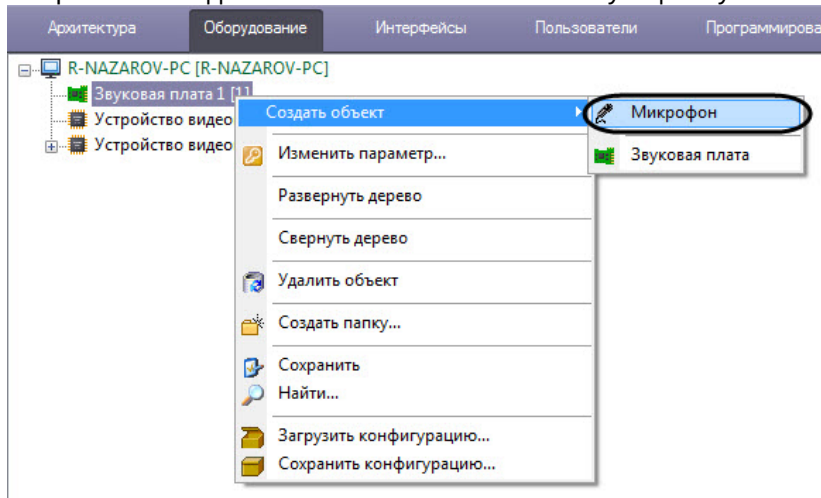 Архитектура Оборудование Интерфейсы Пользователи Программирова
R-NAZAROV-PC [R-NAZAROV-PC]
Звуковая плата 1 [1]
Устройство видео
Устройство видео
Создать объект
Изменить параметр...
Развернуть дерево
Свернуть дерево
Удалить объект
Создать папку...
Сохранить
Найти...
Загрузить конфигурацию...
Сохранить конфигурацию...
Микрофон
Звуковая плата